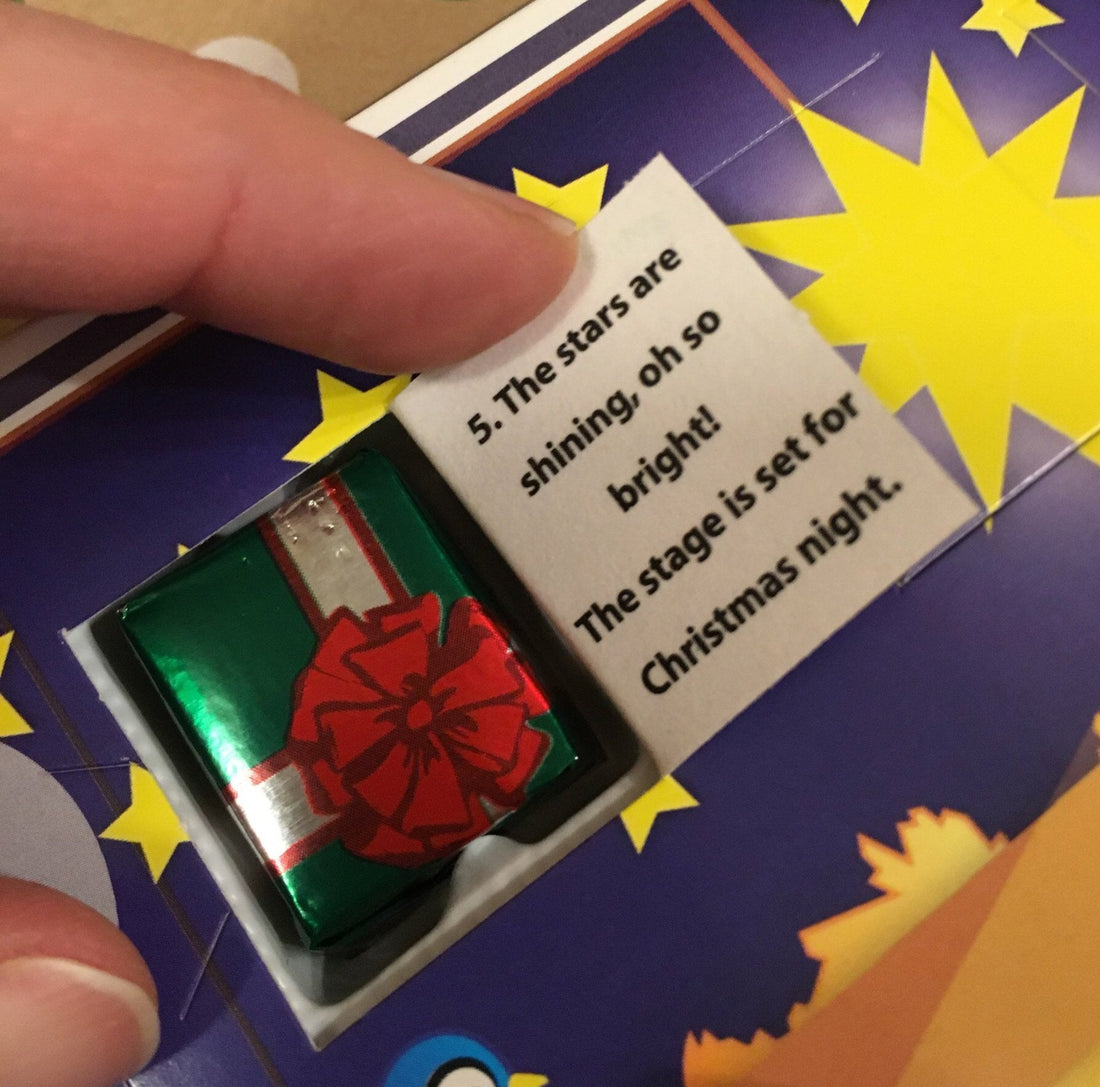 5. The stars are
shining, oh so
bright!
The stage is set for
Christmas night.